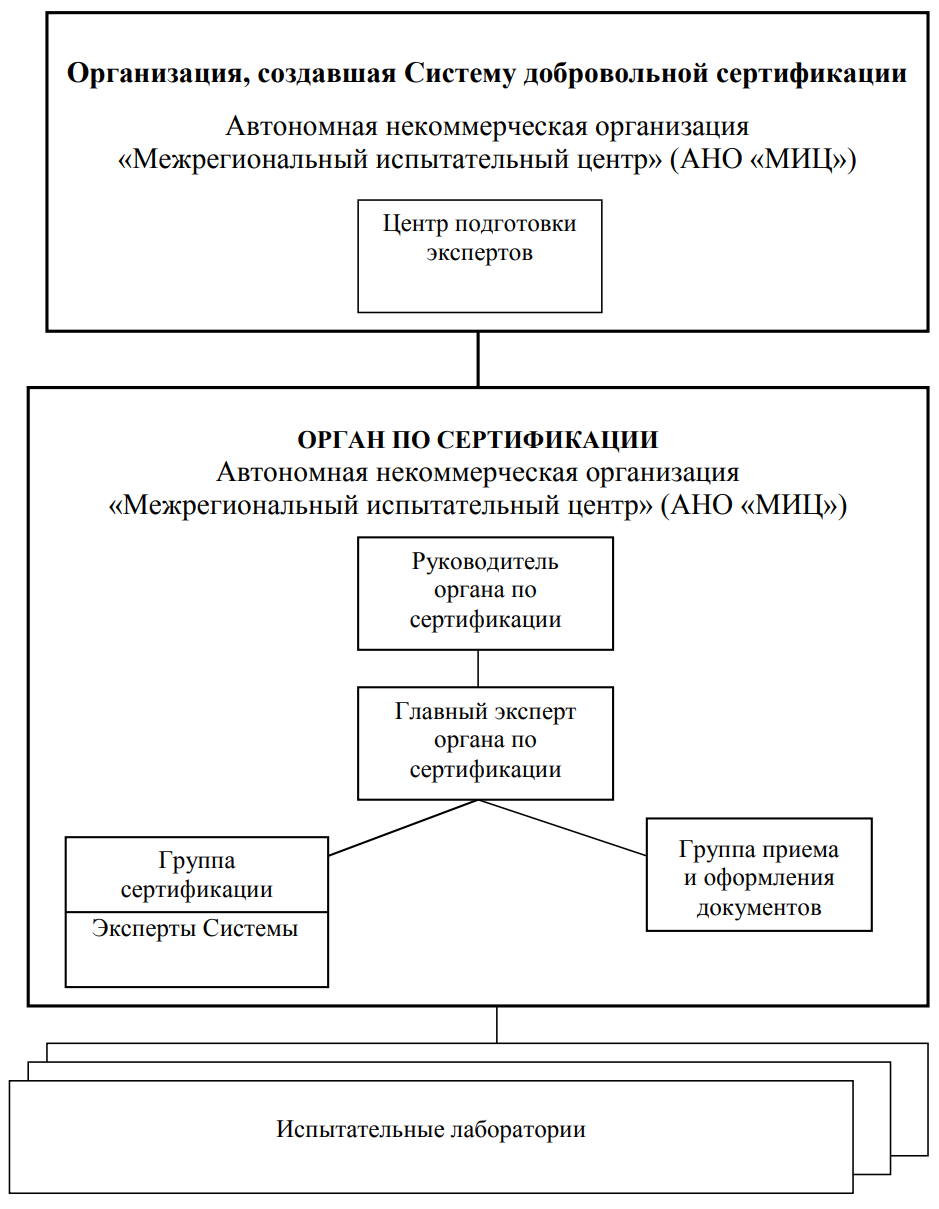 Организация, создавшая Систему добровольной сертификации
Автономная некоммерческая организация
«Межрегиональный испытательный центр» (АНО «МИЦ»)
Центр подготовки
экспертов
ОРГАН ПО СЕРТИФИКАЦИИ
Автономная некоммерческая организация
«Межрегиональный испытательный центр» (АНО «МИЦ»)
Руководитель
органа по
сертификации
Главный эксперт
органа по
сертификации
Группа
сертификации
Эксперты Системы
Группа приема
и оформления
документов
Испытательные лаборатории